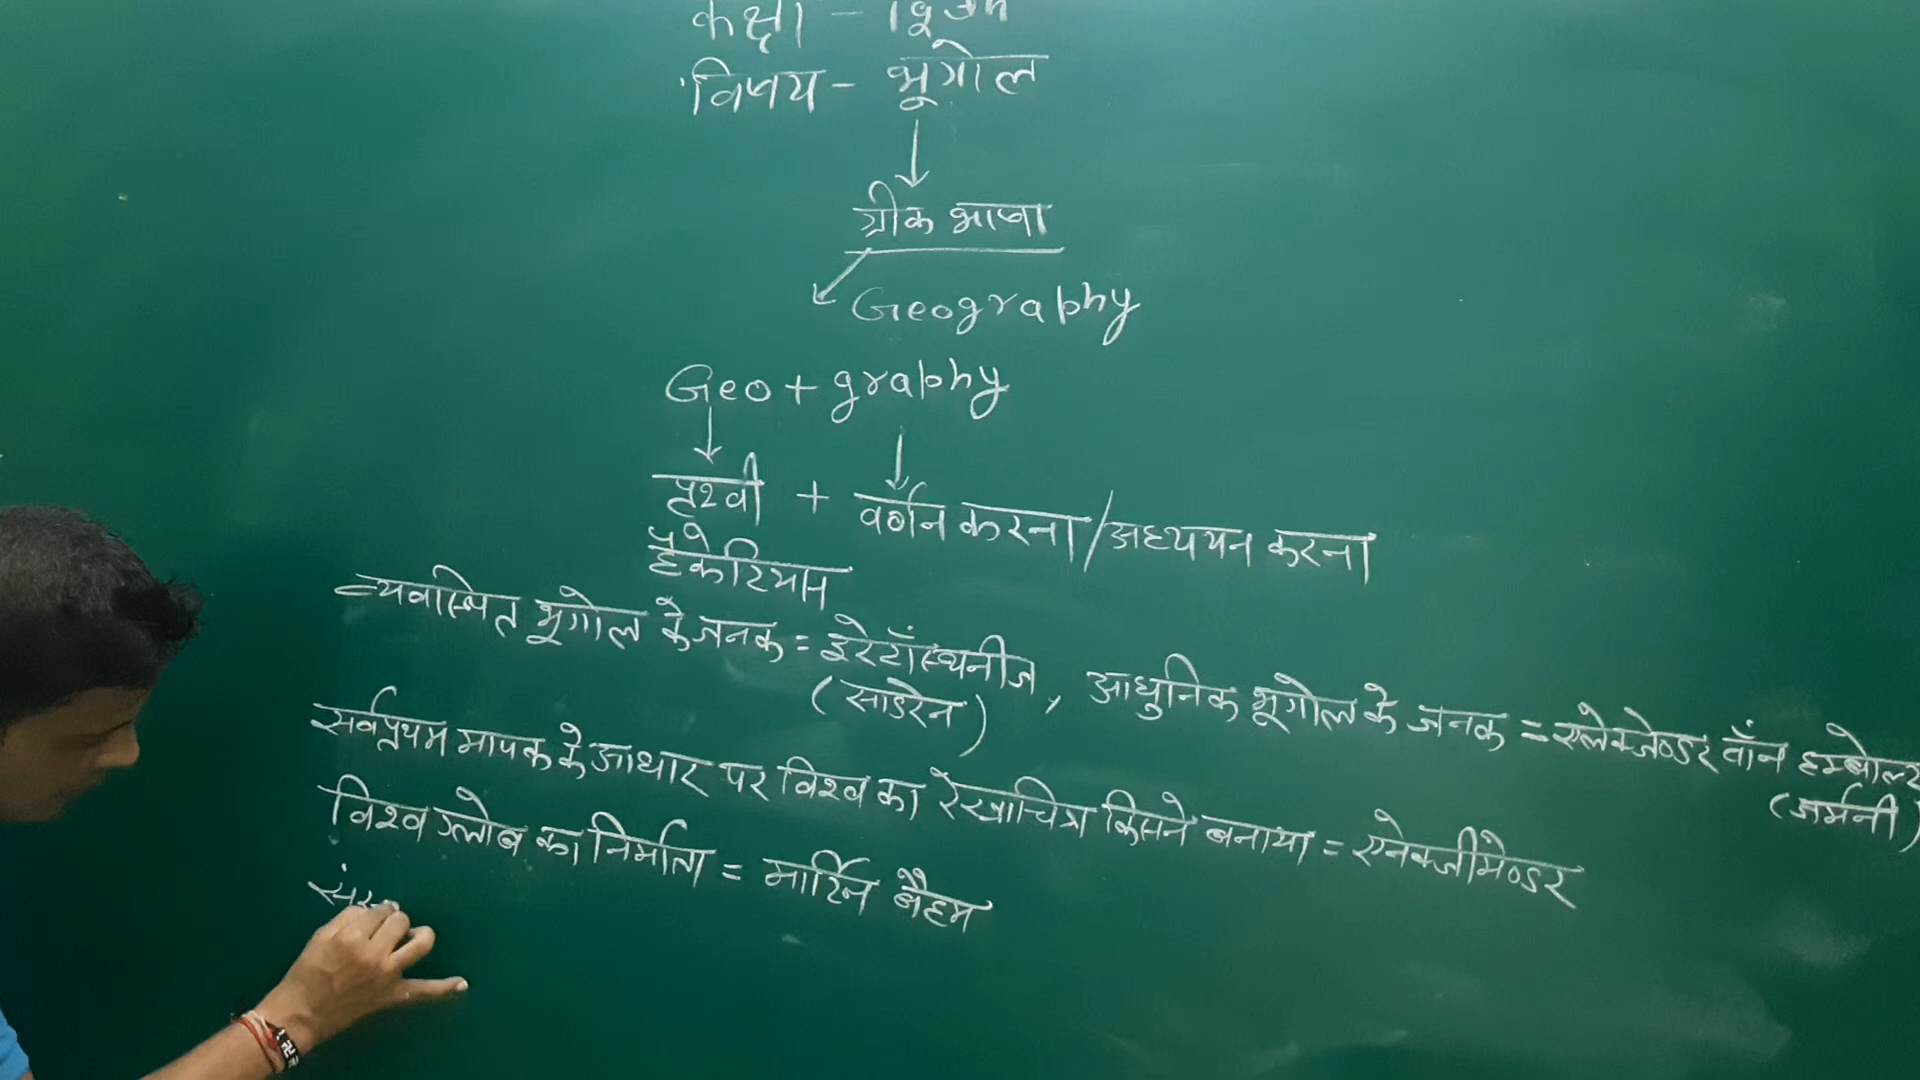 कक्षा -
विषय - भूगोल
ग्रीक भाषा
Geography
Geo + graphy
पृथ्वी + वर्णन करना / अध्ययन करना
हैकेटियस
व्यवस्थित भूगोल के जनक = इरेटॉस्थनीज, आधुनिक भूगोल के जनक = एलेक्जेण्डर वॉन हम्बोल्ट
(साइरेन)
(जर्मनी)
सर्वप्रथम मापक के आधार पर विश्व का रेखाचित्र किसने बनाया = एनेक्जीमेण्डर
विश्व ग्लोब का निर्माता = मार्टिन बैहम